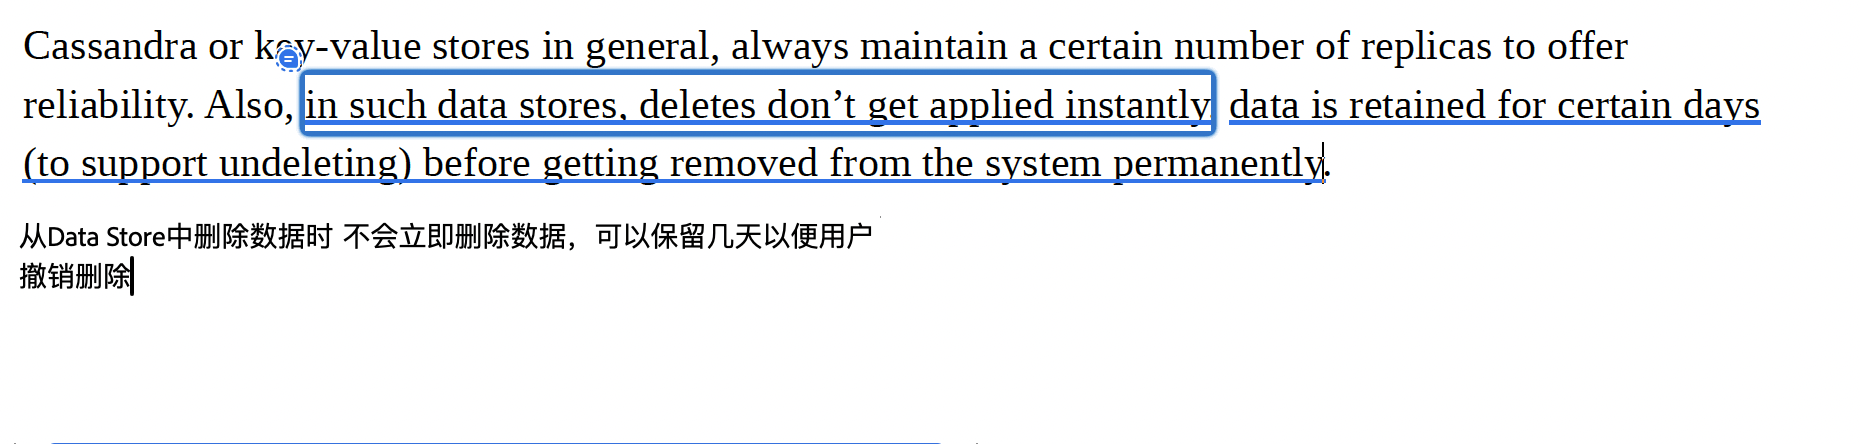 Cassandra or key-value stores in general, always maintain a certain number of replicas to offer
reliability. Also, in such data stores, deletes don’t get applied instantly; data is retained for certain days
(to support undeleting) before getting removed from the system permanently.
从Data Store中删除数据时 不会立即删除数据，可以保留几天以便用户
撤销删除